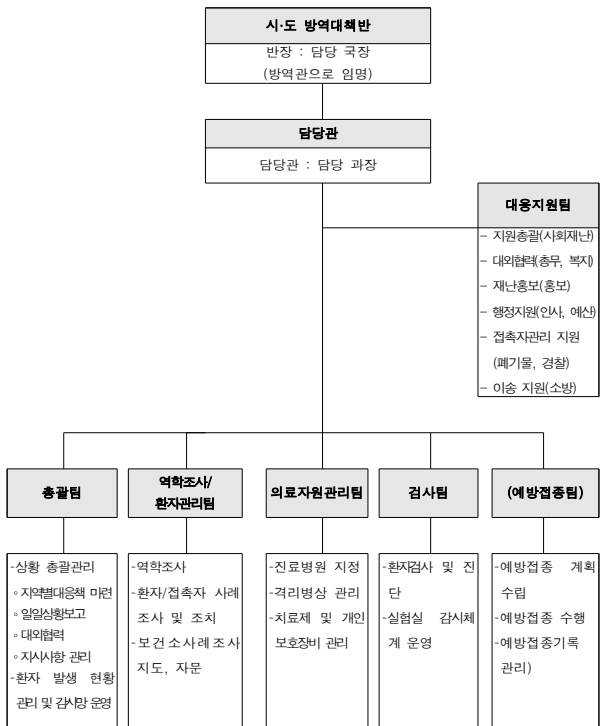 시·도 방역대책반
반장 : 담당 국장
(방역관으로 임명)
담당관
담당관 : 담당 과장
대응지원팀
- 지원총괄(사회재난)
- 대외협력(총무, 복지)
- 재난홍보(홍보)
- 행정지원(인사, 예산)
- 접촉자관리 지원
(폐기물, 경찰)
- 이송 지원(소방)
총괄팀
-상황 총괄관리
◦지역별대응책 마련
◦일일상황보고
◦대외협력
◦지시사항 관리
-환자 발생 현황
관리 및 감시망 운영
역학조사/
환자관리팀
-역학조사
-환자/접촉자 사례
조사 및 조치
-보건소사례조사
지도, 자문
의료자원관리팀
-진료병원 지정
-격리병상 관리
-치료제 및 개인
보호장비 관리
검사팀
-환자검사 및 진
단
-실험실 감시체
계 운영
(예방접종팀)
-예방접종 계획
수립
-예방접종 수행
-예방접종기록
관리)